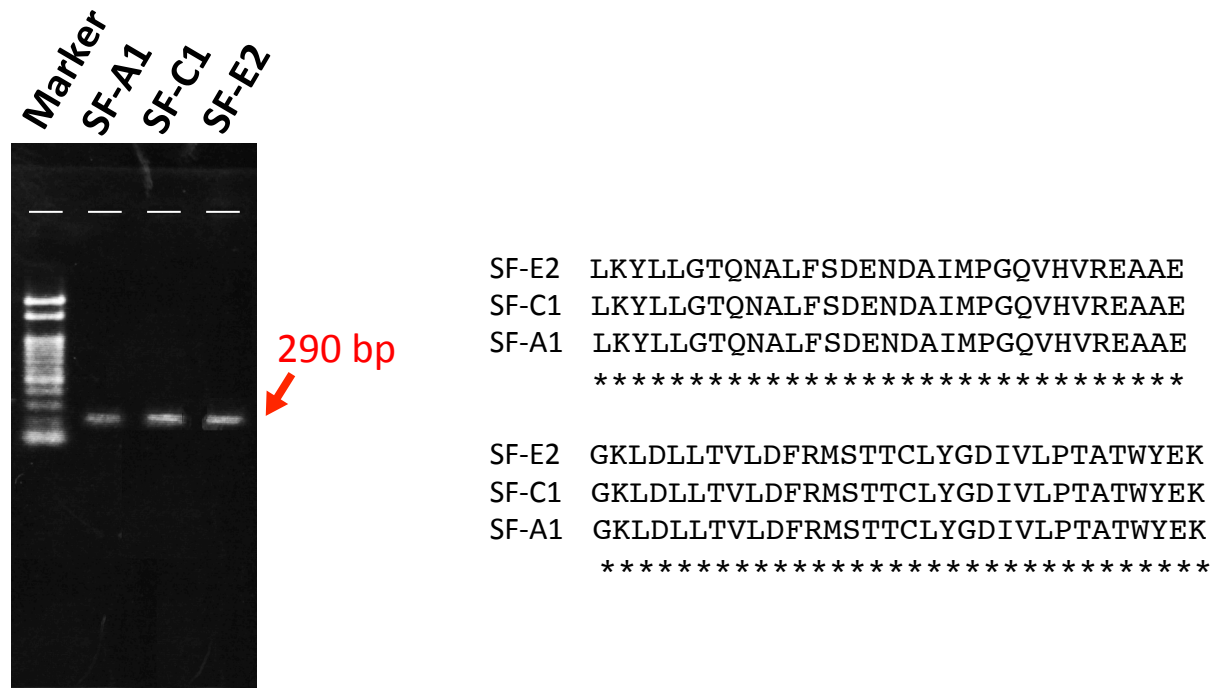 Marker
SF-A1
SF-C1
SF-E2
290 bp
SF-E2 LKYLLGTQNALFSDENDAIMPGQVHVREAAE
SF-C1 LKYLLGTQNALFSDENDAIMPGQVHVREAAE
SF-A1 LKYLLGTQNALFSDENDAIMPGQVHVREAAE
*******************************
SF-E2 GKLDLLTVLDFRMSTTCLYGDIVLPTATWYEK
SF-C1 GKLDLLTVLDFRMSTTCLYGDIVLPTATWYEK
SF-A1 GKLDLLTVLDFRMSTTCLYGDIVLPTATWYEK
********************************